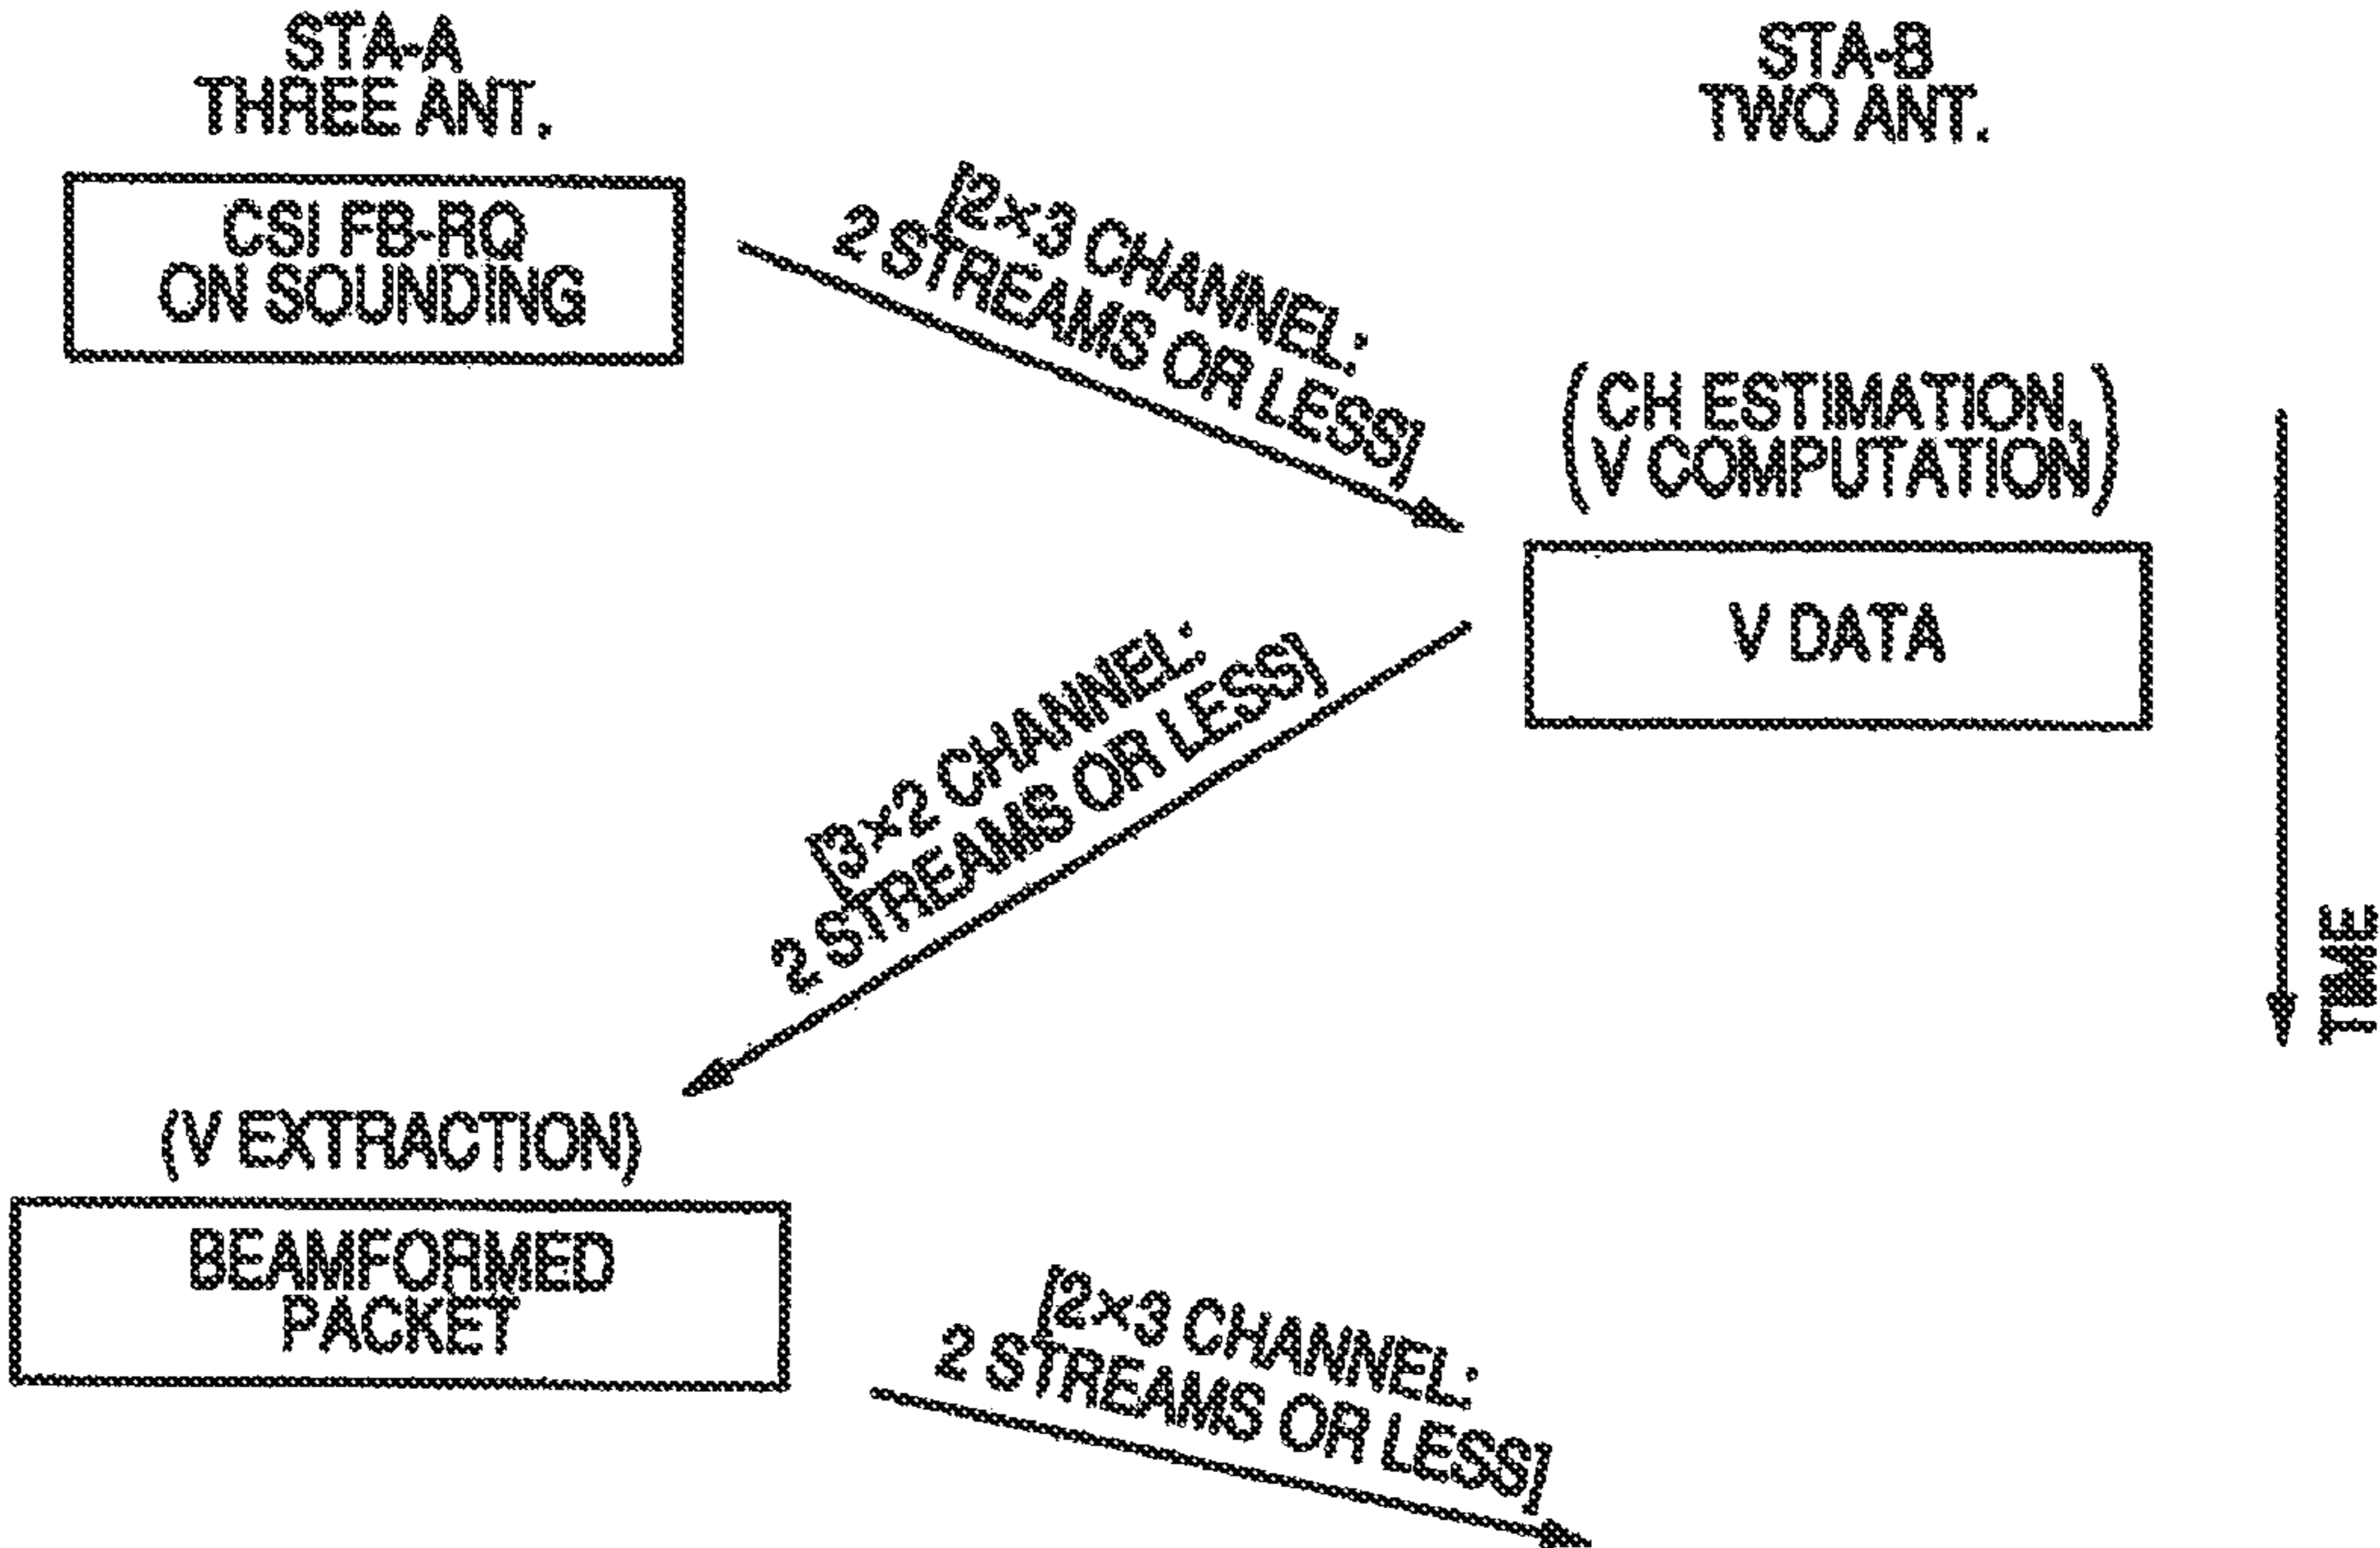 STA-A
THREE ANT.
STA-B
TWO ANT.
CSI FB-RQ
ON SOUNDING
[2×3 CHANNEL:
2 STREAMS OR LESS]
(CH ESTIMATION,
V COMPUTATION)
V DATA
[3×2 CHANNEL:
2 STREAMS OR LESS]
TIME
(V EXTRACTION)
BEAMFORMED
PACKET
[2×3 CHANNEL:
2 STREAMS OR LESS]